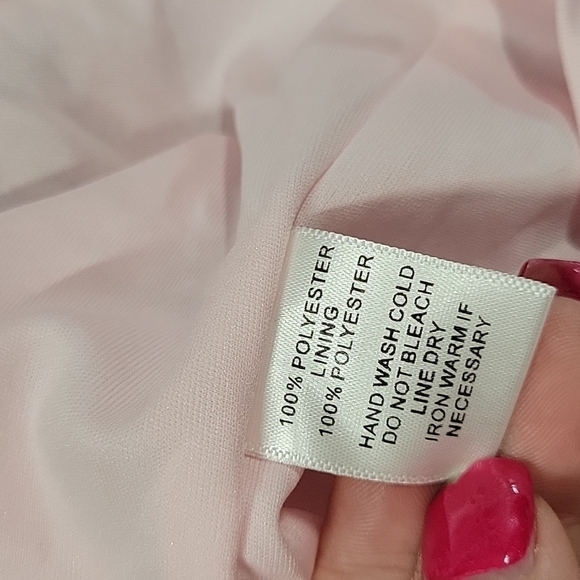 100% POLYESTER
LINING
100% POLYESTER
HAND WASH COLD
DO NOT BLEACH
LINE DRY
IRON WARM IF
NECESSARY